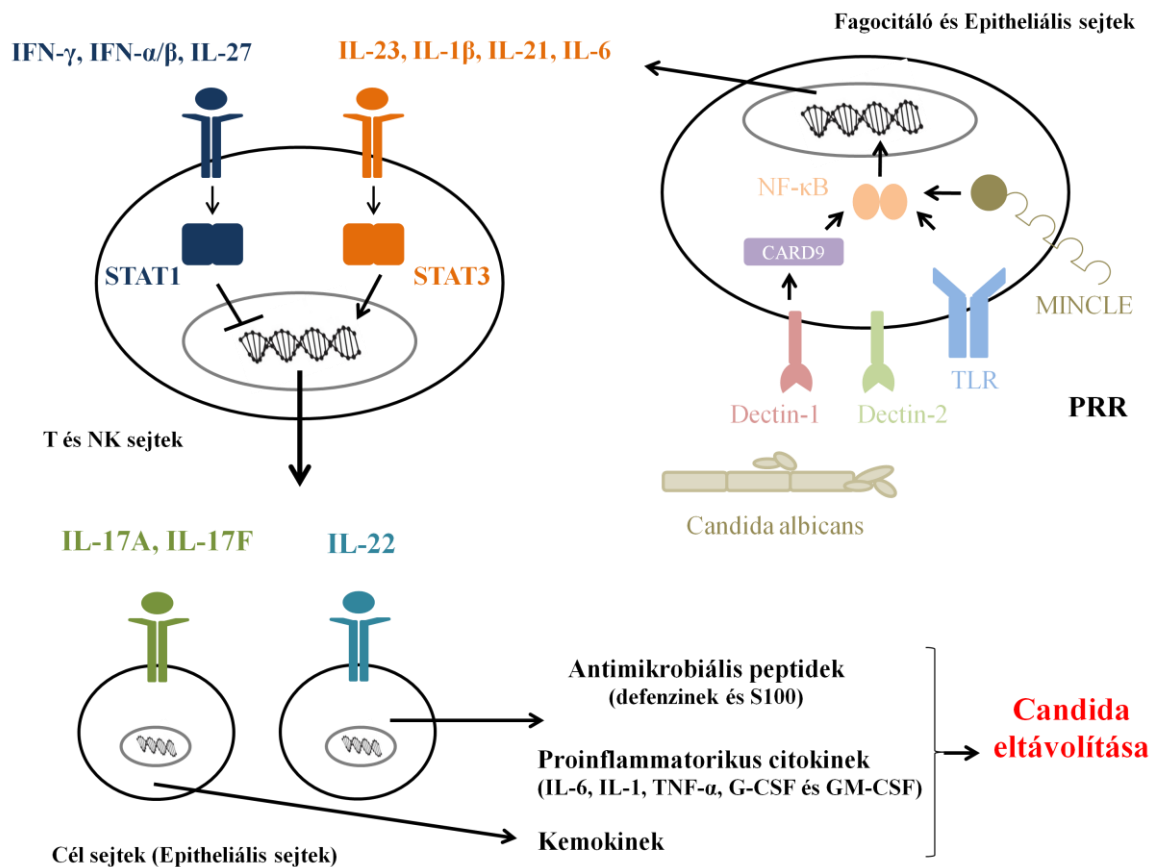 Fagocitáló és Epitheliális sejtek
IFN-γ, IFN-α/β, IL-27
IL-23, IL-1β, IL-21, IL-6
NF-κB
CARD9
STAT1
STAT3
MINCLE
TLR
Dectin-1
Dectin-2
PRR
T és NK sejtek
Candida albicans
IL-17A, IL-17F
IL-22
Antimikrobiális peptidek
(defenzinek és S100)
Proinflammatorikus citokinek
(IL-6, IL-1, TNF-α, G-CSF és GM-CSF)
Kemokinek
Candida
eltávolítása
Cél sejtek (Epitheliális sejtek)